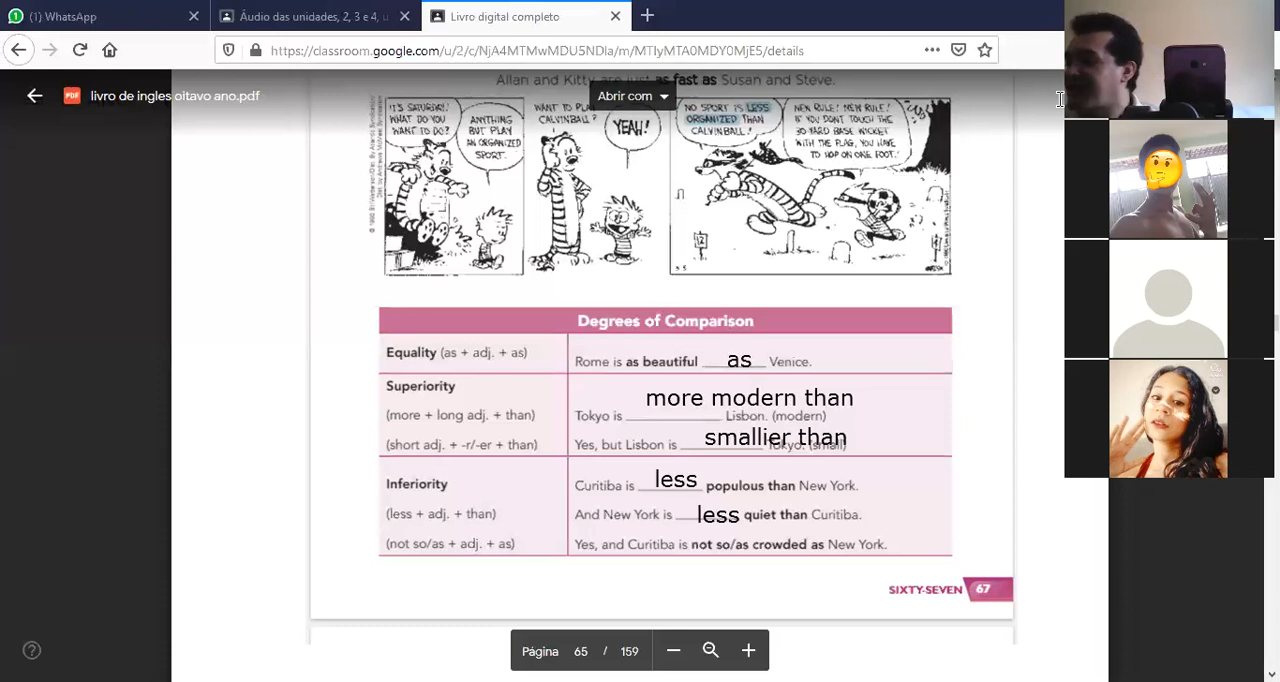 (1) WhatsApp
Áudio das unidades, 2, 3 e 4, u
Livro digital completo
https://classroom.google.com/u/2/c/NjA4MTMwMDU5NDla/m/MTIyMTA0MDY0MjE5/details
PDF
livro de ingles oitavo ano.pdf
Abrir com
Allan and Kitty are just as fast as Susan and Steve.
IT'S SATURDAY!
WHAT DO YOU
WANT TO DO?
ANYTHING
BUT PLAY
AN ORGANIZED
SPORT.
WANT TO PLAY
CALVINBALL?
YEAH!
NO SPORT IS LESS
ORGANIZED THAN
CALVINBALL!
NEW RULE! NEW RULE!
IF YOU DON'T TOUCH THE
30-YARD BASE WICKET
WITH THE FLAG, YOU HAVE
TO HOP ON ONE FOOT!
Degrees of Comparison
Equality (as + adj. + as)
Rome is as beautiful as Venice.
Superiority
(more + long adj. + than)
Tokyo is more modern than Lisbon. (modern)
(short adj. + -r/-er + than)
Yes, but Lisbon is smallier than Tokyo. (small)
Inferiority
Curitiba is less populous than New York.
(less + adj. + than)
And New York is less quiet than Curitiba.
(not so/as + adj. + as)
Yes, and Curitiba is not so/as crowded as New York.
SIXTY-SEVEN 67
Página 65 / 159